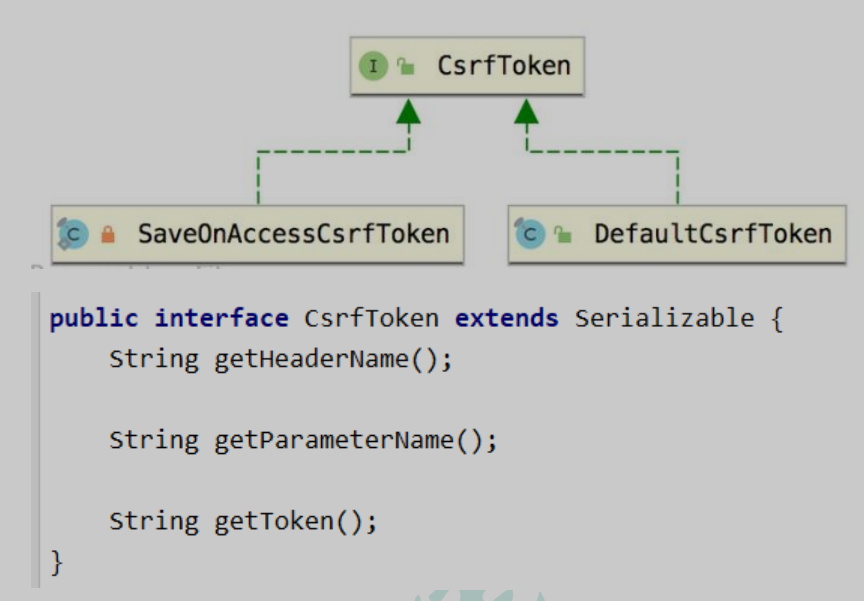 CsrfToken
SaveOnAccessCsrfToken
DefaultCsrfToken
public interface CsrfToken extends Serializable {
    String getHeaderName();
    String getParameterName();
    String getToken();
}